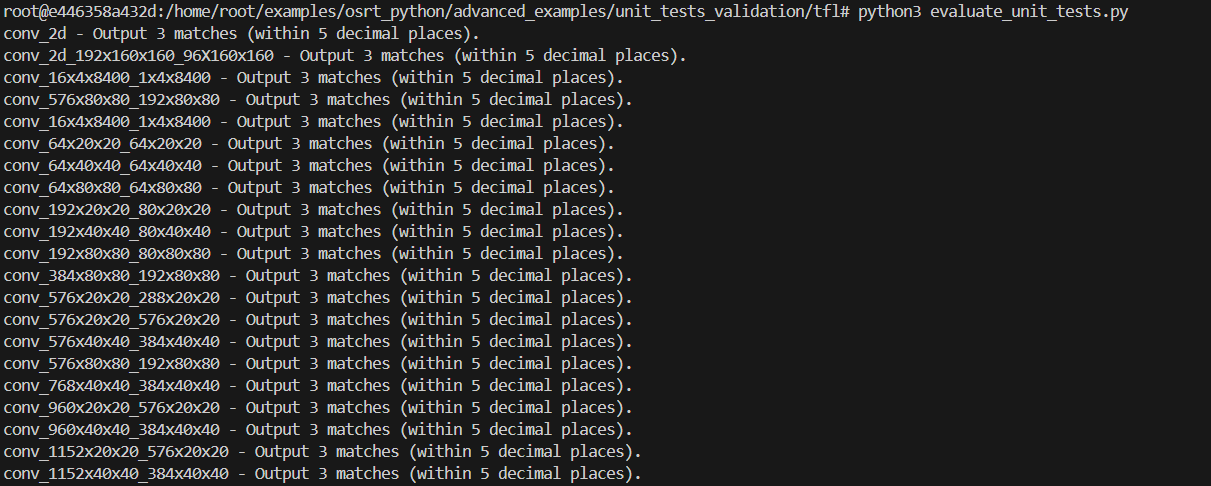 root@e446358a432d:/home/root/examples/osrt_python/advanced_examples/unit_tests_validation/tfl# python3 evaluate_unit_tests.py
conv_2d - Output 3 matches (within 5 decimal places).
conv_2d_192x160x160_96X160x160 - Output 3 matches (within 5 decimal places).
conv_16x4x8400_1x4x8400 - Output 3 matches (within 5 decimal places).
conv_576x80x80_192x80x80 - Output 3 matches (within 5 decimal places).
conv_16x4x8400_1x4x8400 - Output 3 matches (within 5 decimal places).
conv_64x20x20_64x20x20 - Output 3 matches (within 5 decimal places).
conv_64x40x40_64x40x40 - Output 3 matches (within 5 decimal places).
conv_64x80x80_64x80x80 - Output 3 matches (within 5 decimal places).
conv_192x20x20_80x20x20 - Output 3 matches (within 5 decimal places).
conv_192x40x40_80x40x40 - Output 3 matches (within 5 decimal places).
conv_192x80x80_80x80x80 - Output 3 matches (within 5 decimal places).
conv_384x80x80_192x80x80 - Output 3 matches (within 5 decimal places).
conv_576x20x20_288x20x20 - Output 3 matches (within 5 decimal places).
conv_576x20x20_576x20x20 - Output 3 matches (within 5 decimal places).
conv_576x40x40_384x40x40 - Output 3 matches (within 5 decimal places).
conv_576x80x80_192x80x80 - Output 3 matches (within 5 decimal places).
conv_768x40x40_384x40x40 - Output 3 matches (within 5 decimal places).
conv_960x20x20_576x20x20 - Output 3 matches (within 5 decimal places).
conv_960x40x40_384x40x40 - Output 3 matches (within 5 decimal places).
conv_1152x20x20_576x20x20 - Output 3 matches (within 5 decimal places).
conv_1152x40x40_384x40x40 - Output 3 matches (within 5 decimal places).